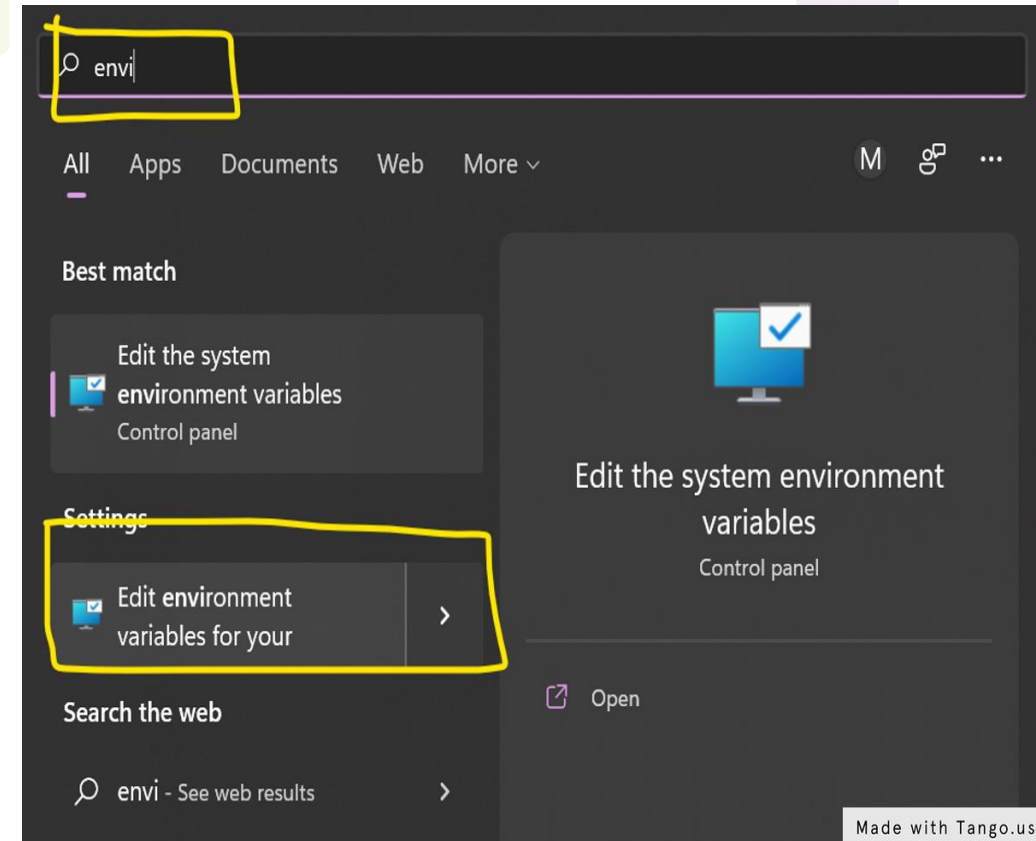 envi
All Apps Documents Web More
M
Best match
Edit the system
environment variables
Control panel
Settings
Edit environment
variables for your
Search the web
envi - See web results
Edit the system environment
variables
Control panel
Open
Made with Tango.us